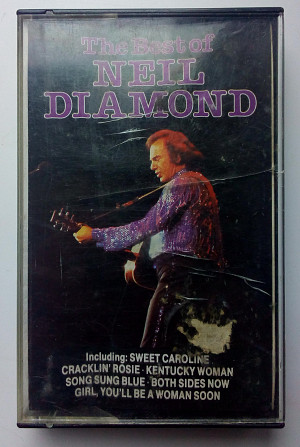 The Best of
NEIL
DIAMOND
Including: SWEET CAROLINE
CRACKLIN' ROSIE · KENTUCKY WOMAN
SONG SUNG BLUE · BOTH SIDES NOW
GIRL, YOU'LL BE A WOMAN SOON